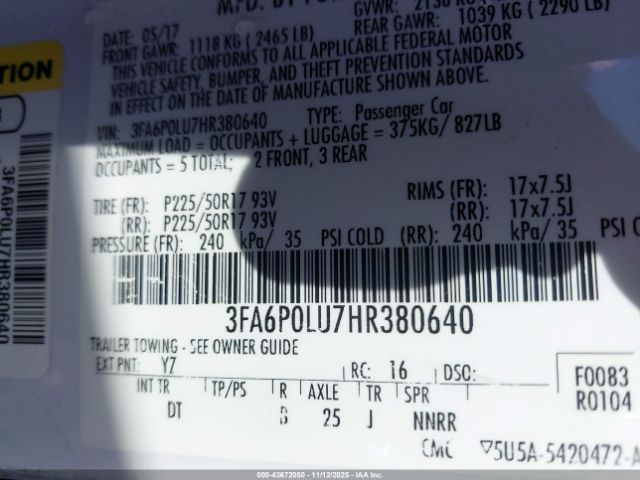 MFD. BY
DATE: 05/17 GVWR:
FRONT GAWR: 1118 KG (2465 LB) REAR GAWR: 1039 KG (2290 LB)
THIS VEHICLE CONFORMS TO ALL APPLICABLE FEDERAL MOTOR
VEHICLE SAFETY, BUMPER, AND THEFT PREVENTION STANDARDS
IN EFFECT ON THE DATE OF MANUFACTURE SHOWN ABOVE.
VIN: 3FA6P0LU7HR380640 TYPE: Passenger Car
MAXIMUM LOAD = OCCUPANTS + LUGGAGE = 375KG/ 827LB
OCCUPANTS = 5 TOTAL; 2 FRONT, 3 REAR
TIRE (FR): P225/50R17 93V RIMS (FR): 17x7.5J
(RR): P225/50R17 93V (RR): 17x7.5J
PRESSURE (FR): 240 kPa/ 35 PSI COLD (RR): 240 kPa/ 35
3FA6P0LU7HR380640
TRAILER TOWING - SEE OWNER GUIDE
EXT PNT: YZ RC: 16 DSO: F0083
INT TR TP/PS R AXLE TR SPR R0104
DT B 25 J NNRR
CMC 5U5A-5420472-A
3FA6P0LU7HR380640
000-43672050 - 11/12/2025 - IAAI.COM